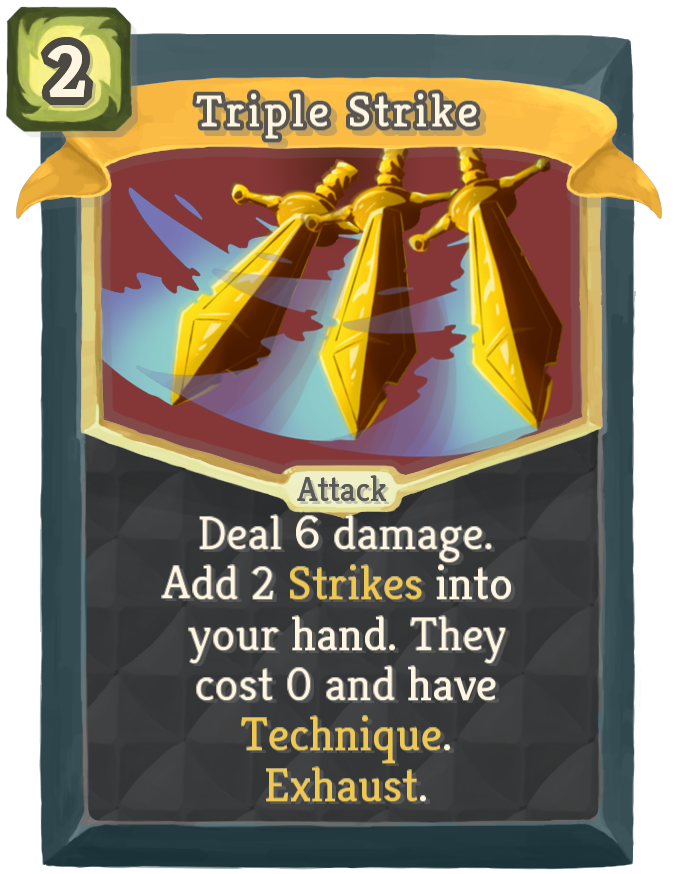 2
Triple Strike
Attack
Deal 6 damage.
Add 2 Strikes into
your hand. They
cost 0 and have
Technique.
Exhaust.